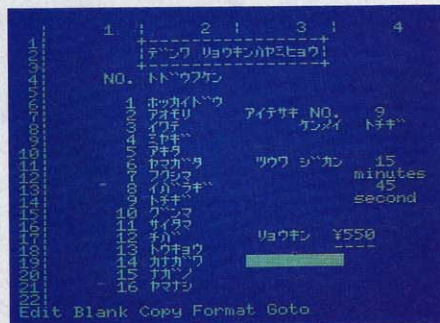 1 2 3 4
1 +--------------------+
2 デンワ リョウキンハヤミヒョウ
3 +--------------------+
4 NO. トドウフケン
5
6 1 ホッカイドウ
7 2 アオモリ アイテサキ NO. 9
8 3 イワテ ケンメイ トチギ
9 4 ミヤギ
10 5 アキタ
11 6 ヤマガタ ツウワ ジカン 15
12 7 フクシマ minutes
13 8 イバラギ 45
14 9 トチギ second
15 10 グンマ
16 11 サイタマ
17 12 チバ リョウキン ¥550
18 13 トウキョウ ----
19 14 カナガワ
20 15 ナガノ
21 16 ヤマナシ
22
Edit Blank Copy Format Goto